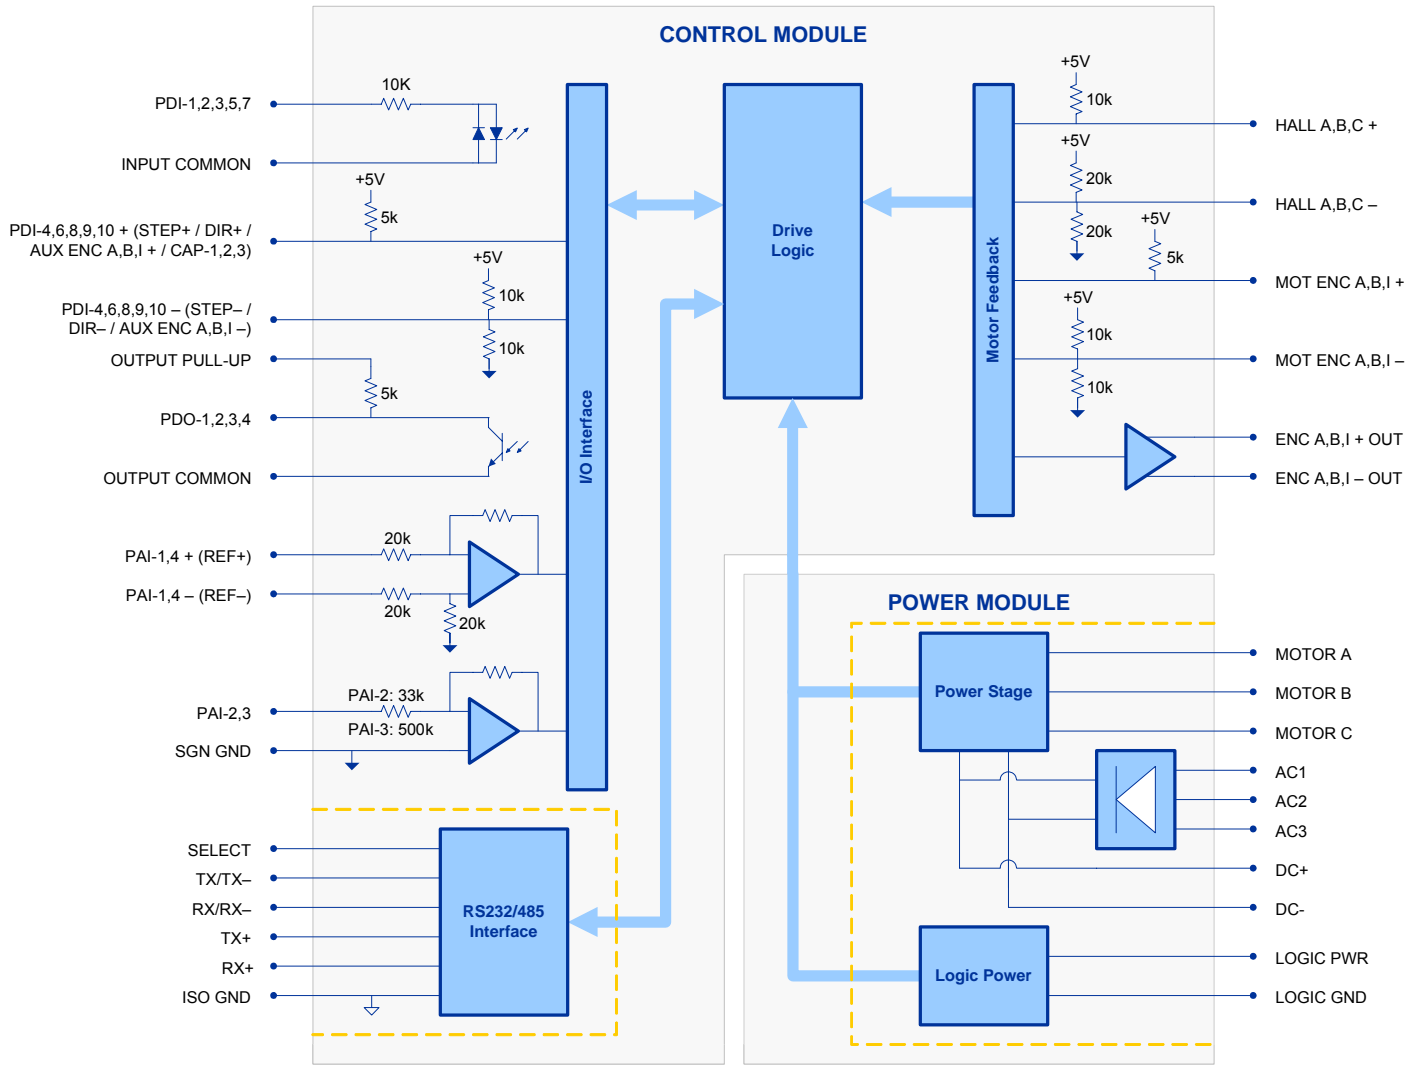 CONTROL MODULE
PDI-1,2,3,5,7
10K
INPUT COMMON
+5V
5k
PDI-4,6,8,9,10 + (STEP+ / DIR+ /
AUX ENC A,B,I + / CAP-1,2,3)
+5V
10k
PDI-4,6,8,9,10 – (STEP– /
DIR– / AUX ENC A,B,I –)
10k
OUTPUT PULL-UP
5k
PDO-1,2,3,4
OUTPUT COMMON
PAI-1,4 + (REF+)
20k
PAI-1,4 – (REF–)
20k
20k
PAI-2,3
PAI-2: 33k
PAI-3: 500k
SGN GND
I/O Interface
Drive
Logic
Motor Feedback
+5V
10k
HALL A,B,C +
+5V
20k
HALL A,B,C –
20k
+5V
5k
MOT ENC A,B,I +
+5V
10k
MOT ENC A,B,I –
10k
ENC A,B,I + OUT
ENC A,B,I – OUT
SELECT
TX/TX–
RX/RX–
TX+
RX+
ISO GND
RS232/485
Interface
POWER MODULE
Power Stage
MOTOR A
MOTOR B
MOTOR C
AC1
AC2
AC3
DC+
DC-
Logic Power
LOGIC PWR
LOGIC GND